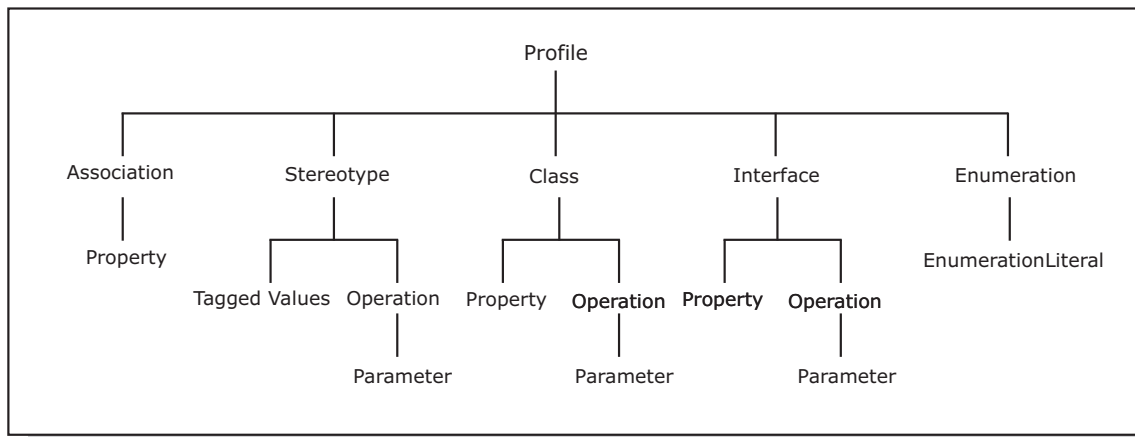 Profile
Association Stereotype Class Interface Enumeration
Property EnumerationLiteral
Tagged Values Operation Property Operation Property Operation
Parameter Parameter Parameter